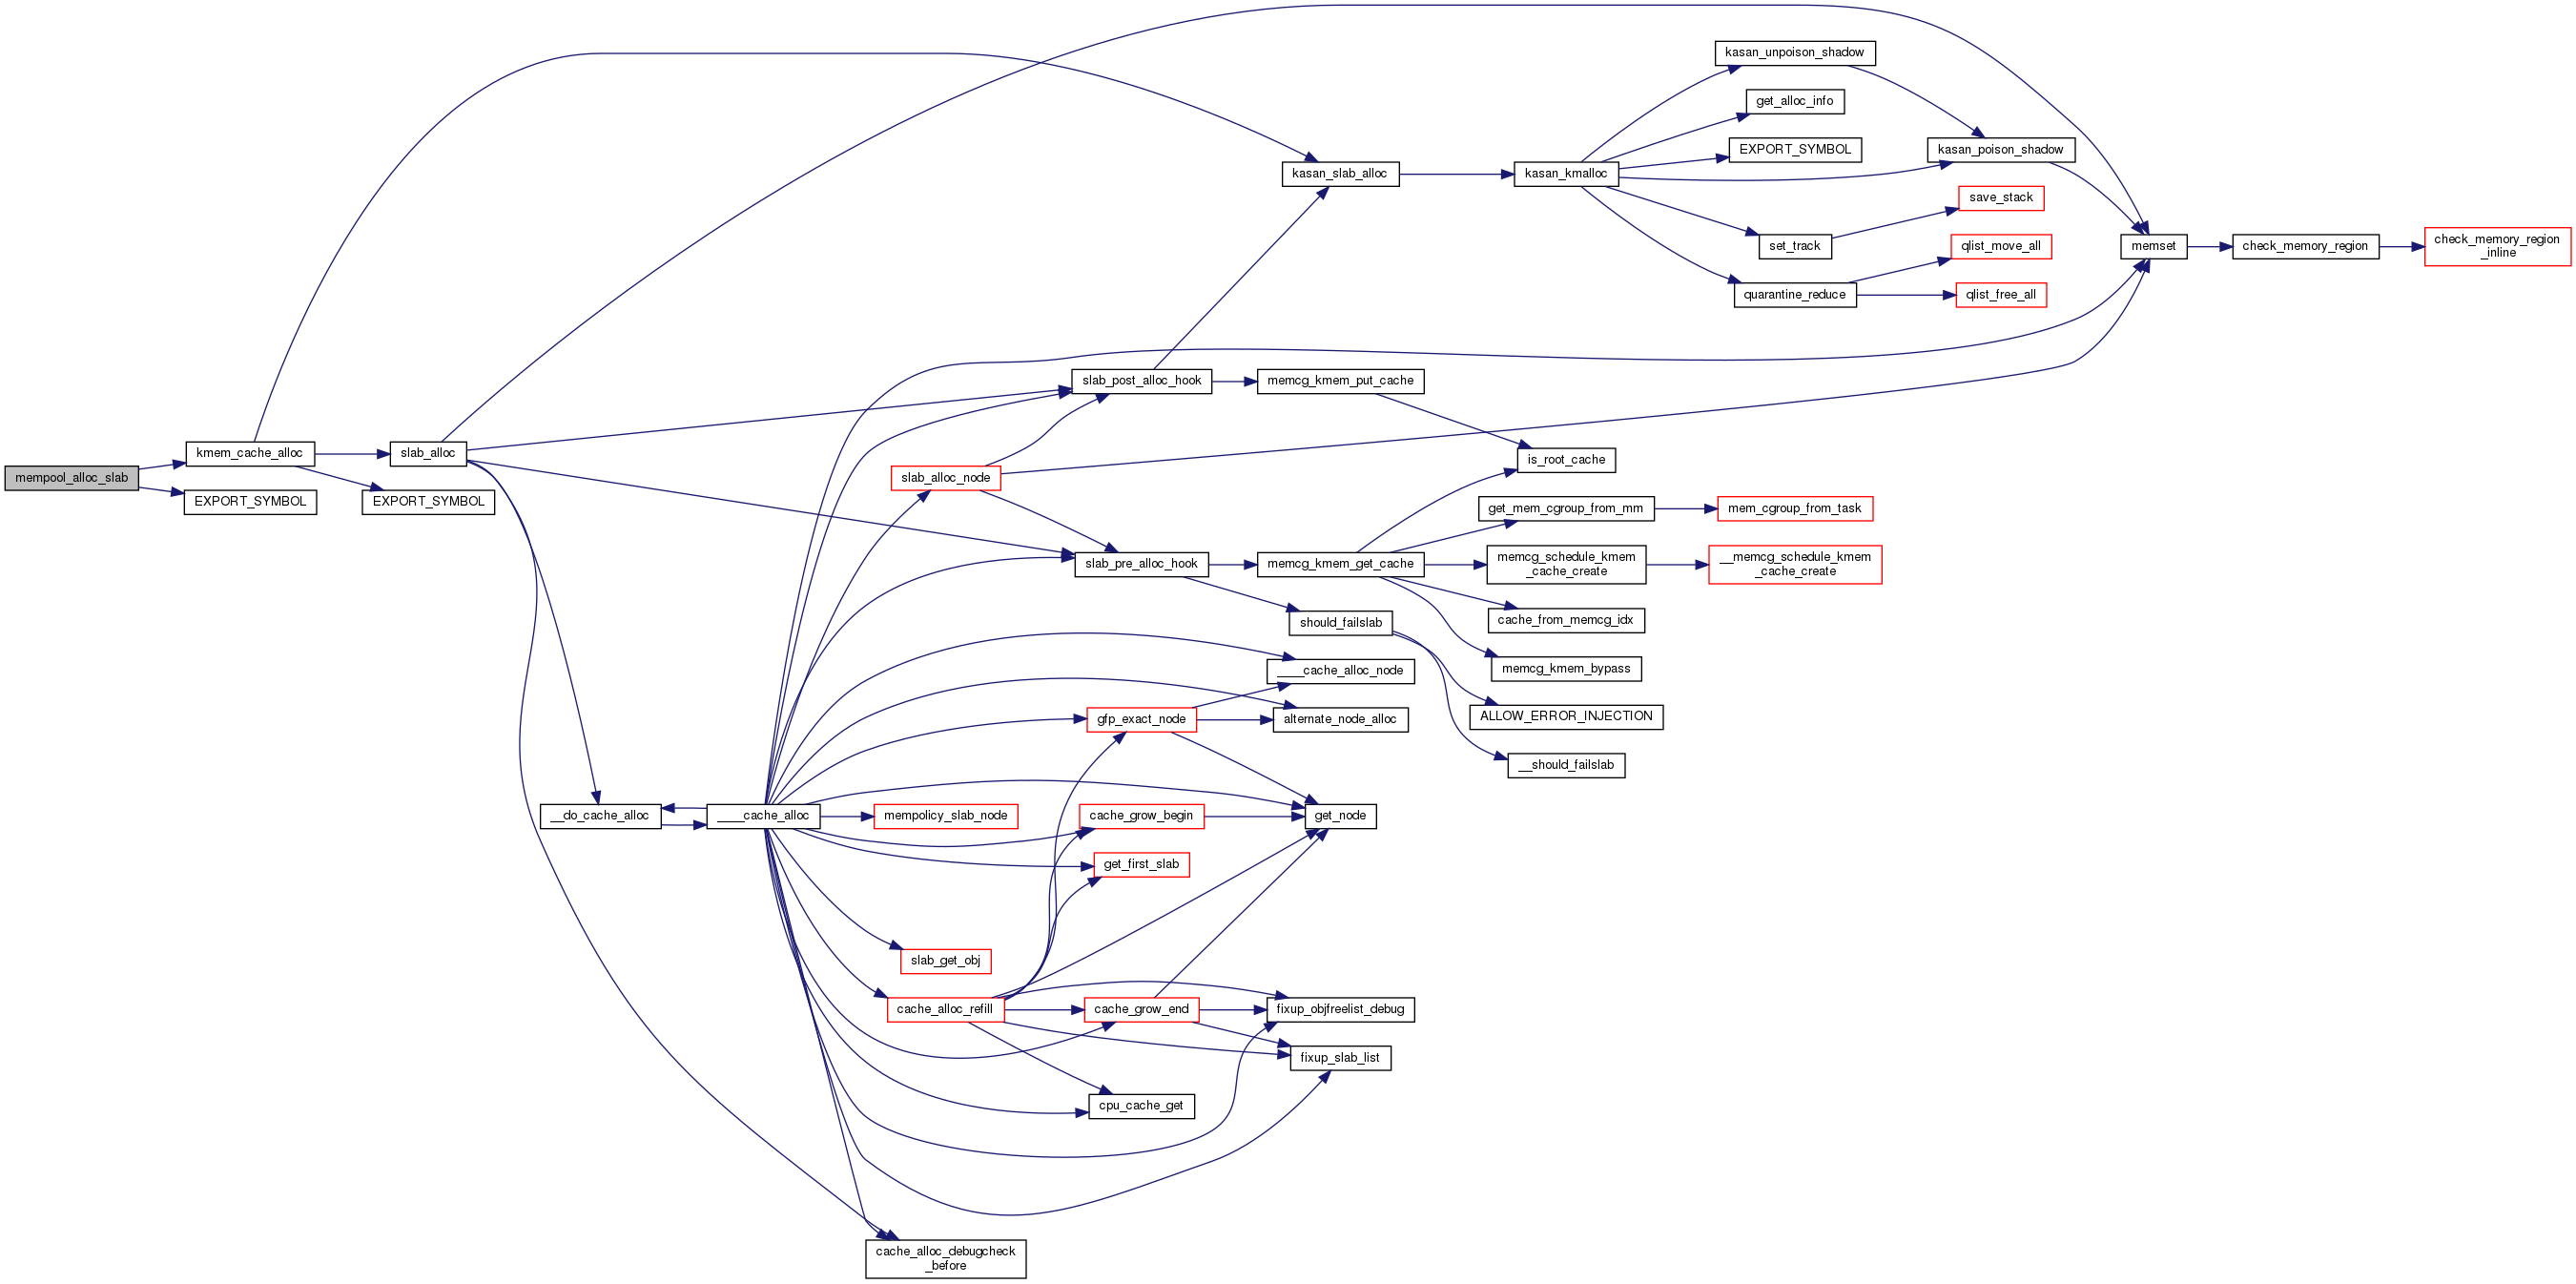 mempool_alloc_slab
kmem_cache_alloc
EXPORT_SYMBOL
slab_alloc
EXPORT_SYMBOL
__do_cache_alloc
____cache_alloc
slab_alloc_node
mempolicy_slab_node
slab_get_obj
cache_alloc_refill
cache_alloc_debugcheck
_before
slab_post_alloc_hook
slab_pre_alloc_hook
gfp_exact_node
cache_grow_begin
get_first_slab
cache_grow_end
cpu_cache_get
kasan_slab_alloc
memcg_kmem_put_cache
memcg_kmem_get_cache
should_failslab
____cache_alloc_node
alternate_node_alloc
get_node
fixup_objfreelist_debug
fixup_slab_list
kasan_kmalloc
is_root_cache
get_mem_cgroup_from_mm
memcg_schedule_kmem
_cache_create
cache_from_memcg_idx
memcg_kmem_bypass
ALLOW_ERROR_INJECTION
__should_failslab
kasan_unpoison_shadow
get_alloc_info
EXPORT_SYMBOL
set_track
quarantine_reduce
mem_cgroup_from_task
__memcg_schedule_kmem
_cache_create
kasan_poison_shadow
save_stack
qlist_move_all
qlist_free_all
memset
check_memory_region
check_memory_region
_inline